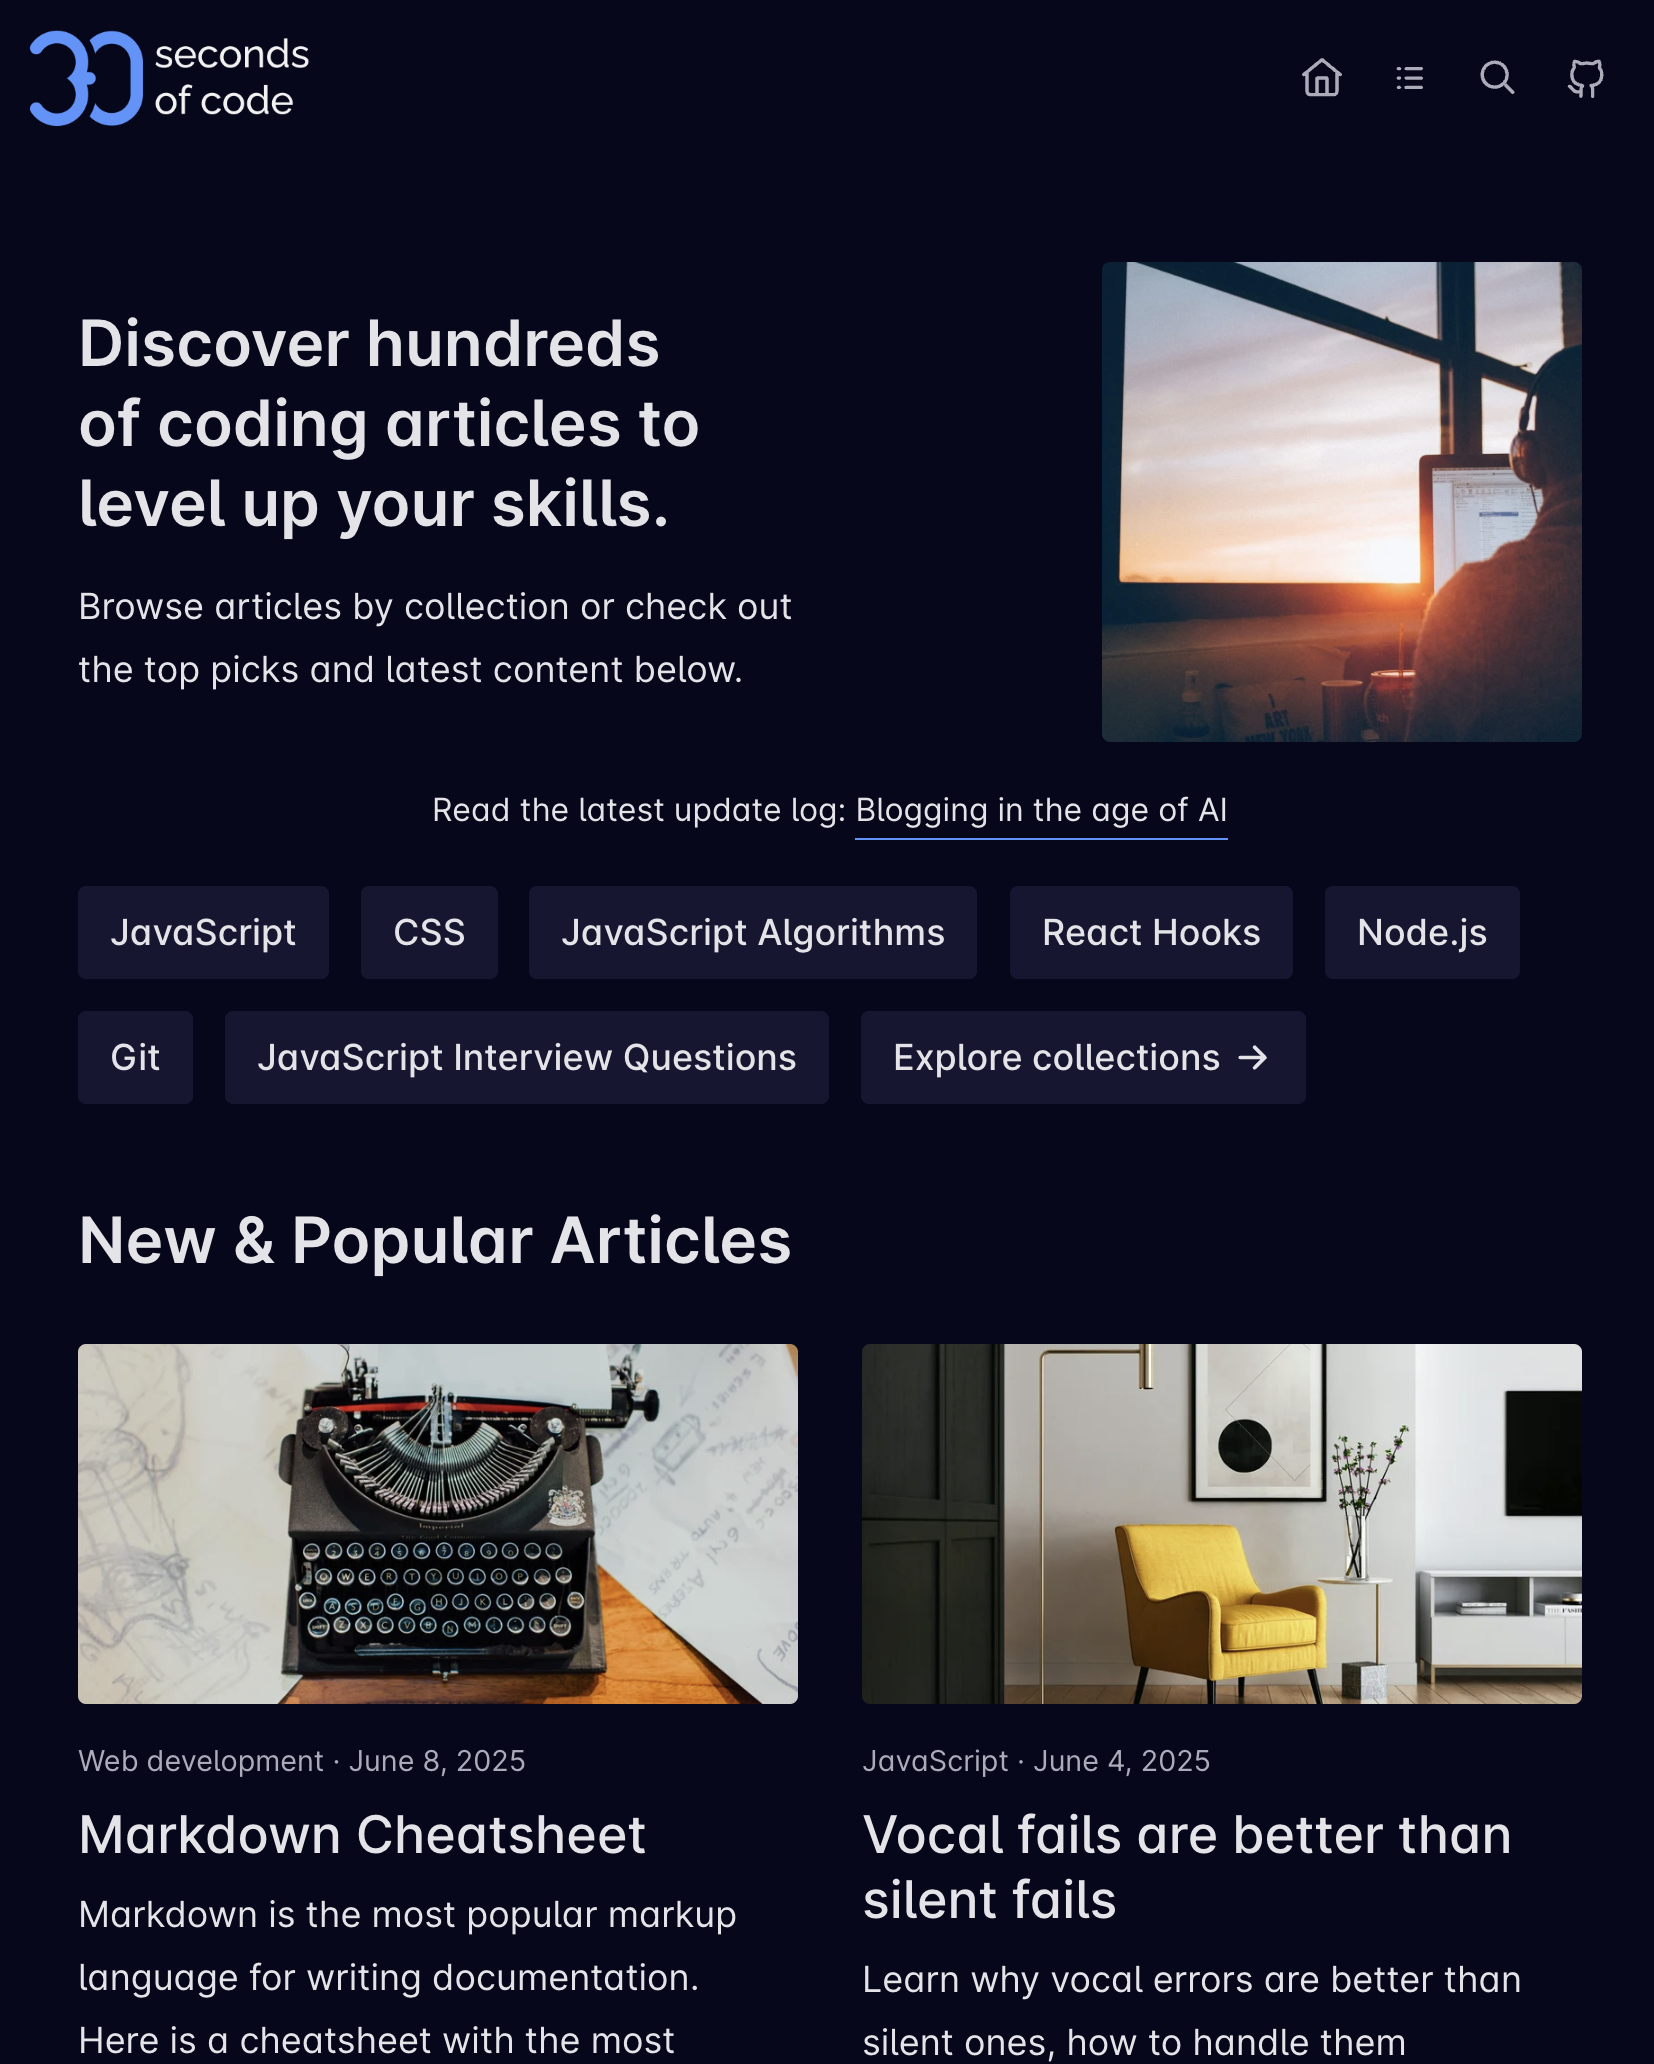 seconds
of code
Discover hundreds
of coding articles to
level up your skills.
Browse articles by collection or check out
the top picks and latest content below.
ART
NEW YORK
Read the latest update log: Blogging in the age of AI
JavaScript
CSS
JavaScript Algorithms
React Hooks
Node.js
Git
JavaScript Interview Questions
Explore collections →
New & Popular Articles
Imperial
Web development · June 8, 2025
Markdown Cheatsheet
Markdown is the most popular markup
language for writing documentation.
Here is a cheatsheet with the most
JavaScript · June 4, 2025
Vocal fails are better than
silent fails
Learn why vocal errors are better than
silent ones, how to handle them